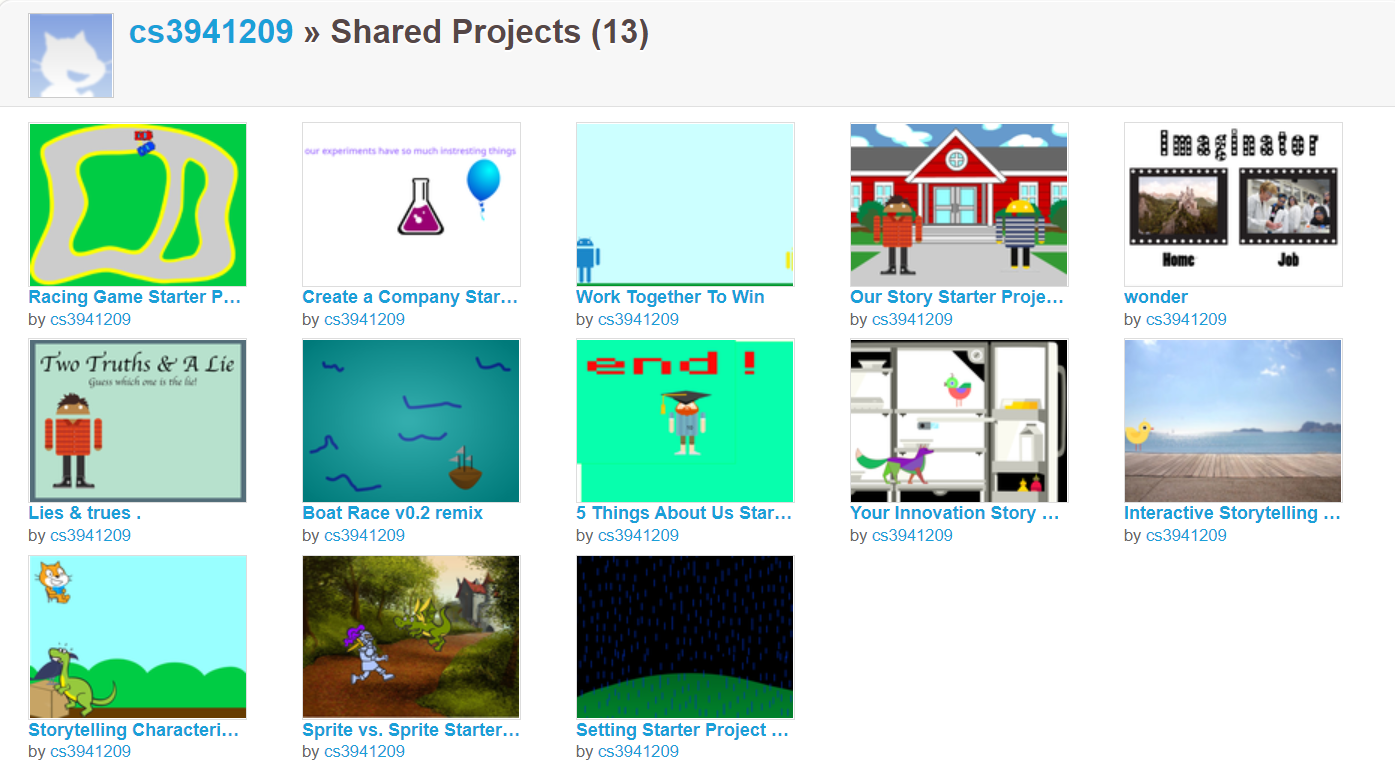 cs3941209 » Shared Projects (13)
our experiments have so much instresting things
Imaginator
Home
Job
Racing Game Starter P...
Create a Company Star...
Work Together To Win
Our Story Starter Proje...
wonder
by cs3941209
by cs3941209
by cs3941209
by cs3941209
by cs3941209
Two Truths & A Lie
Guess which one is the lie!
end !
Lies & trues .
Boat Race v0.2 remix
5 Things About Us Star...
Your Innovation Story ...
Interactive Storytelling ...
by cs3941209
by cs3941209
by cs3941209
by cs3941209
by cs3941209
Storytelling Characteri...
Sprite vs. Sprite Starter...
Setting Starter Project ...
by cs3941209
by cs3941209
by cs3941209